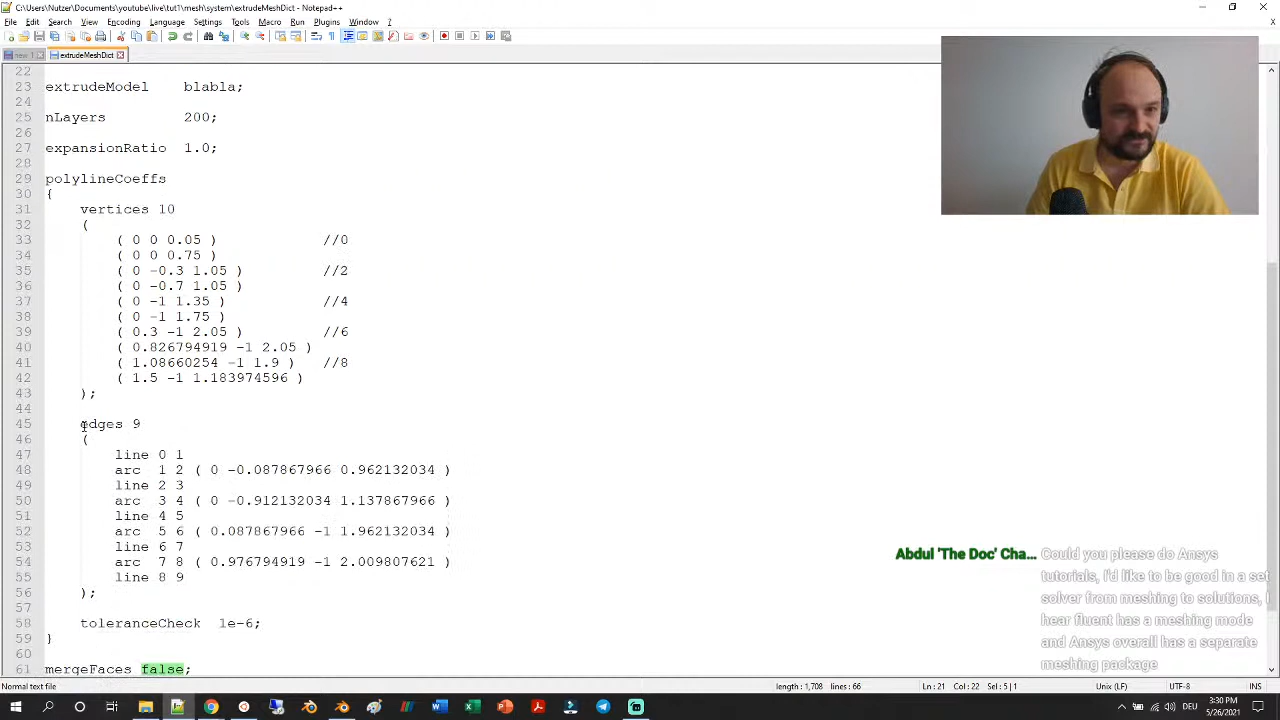 C:\Users\Nutzer\Documents\youtube\live\tut1\mesh\system\extrudeMeshDict - Notepad++
File Edit Search View Encoding Language Settings Tools Macro Run Plugins Window ?
new 1 extrudeMeshDict
22
23 extrudeModel blabla;
24
25 nLayers 200;
26
27 expansionRatio 1.0;
28
29 polylineCoeffs
30 {
31 vertices 10
32 (
33 ( 0 0 0.05 ) //0
34 ( 0 0 0.75 )
35 ( 0 -0.3 1.05 ) //2
36 ( 0 -0.7 1.05 )
37 ( 0 -1 1.35 ) //4
38 ( 0 -1 1.75 )
39 ( 0.3 -1 2.05 ) //6
40 ( 0.826794919 -1 2.05 )
41 ( 1.08660254 -1 1.9 ) //8
42 ( 1.5 -1 1.183974596 )
43 );
44
45 edges 9
46 (
47 line 0 1
48 arc 1 2 ( 0 -0.087867966 0.962132034 )
49 line 2 3
50 arc 3 4 ( 0 -0.912132034 1.137867966 )
51 line 4 5
52 arc 5 6 ( 0.087867966 -1 1.962132034 )
53 line 6 7
54 arc 7 8 ( 0.976794919 -1 2.009807621 )
55 line 8 9
56 );
57
58 toleranceCheck 1e-6;
59 }
60
61 mergeFaces false;
Abdul 'The Doc' Cha... Could you please do Ansys
tutorials, I'd like to be good in a set
solver from meshing to solutions, I
hear fluent has a meshing mode
and Ansys overall has a separate
meshing package
Normal text file length : 1,708 lines : 66 Ln : 21 Col : 22 Sel : 5 | 1 Unix (LF) UTF-8 INS
DEU 3:30 PM
5/26/2021